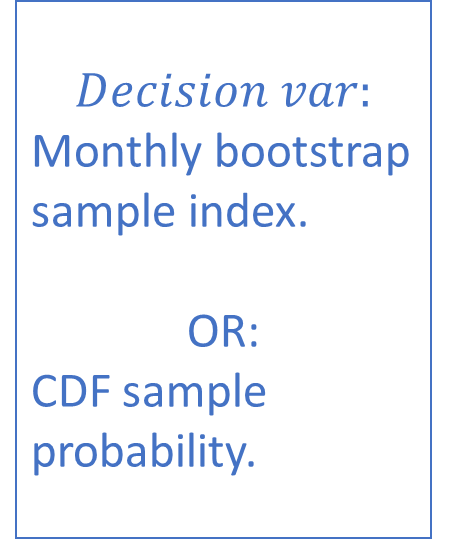 Decision var:
Monthly bootstrap
sample index.
OR:
CDF sample
probability.